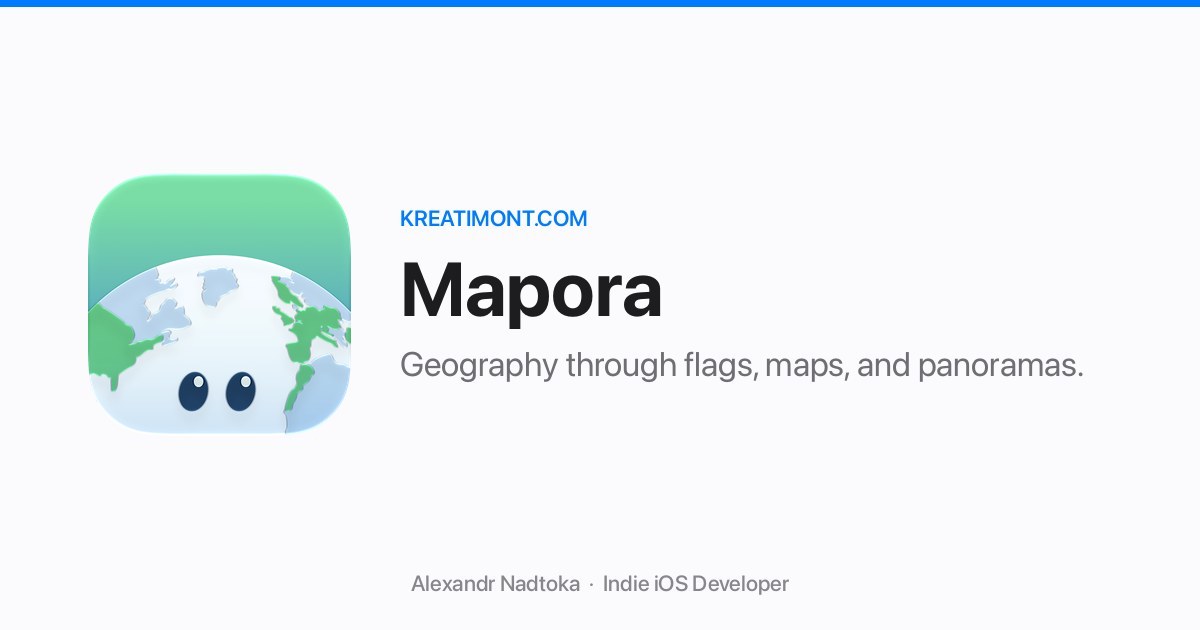 KREATIMONT.COM
Mapora
Geography through flags, maps, and panoramas.
Alexandr Nadtoka · Indie iOS Developer